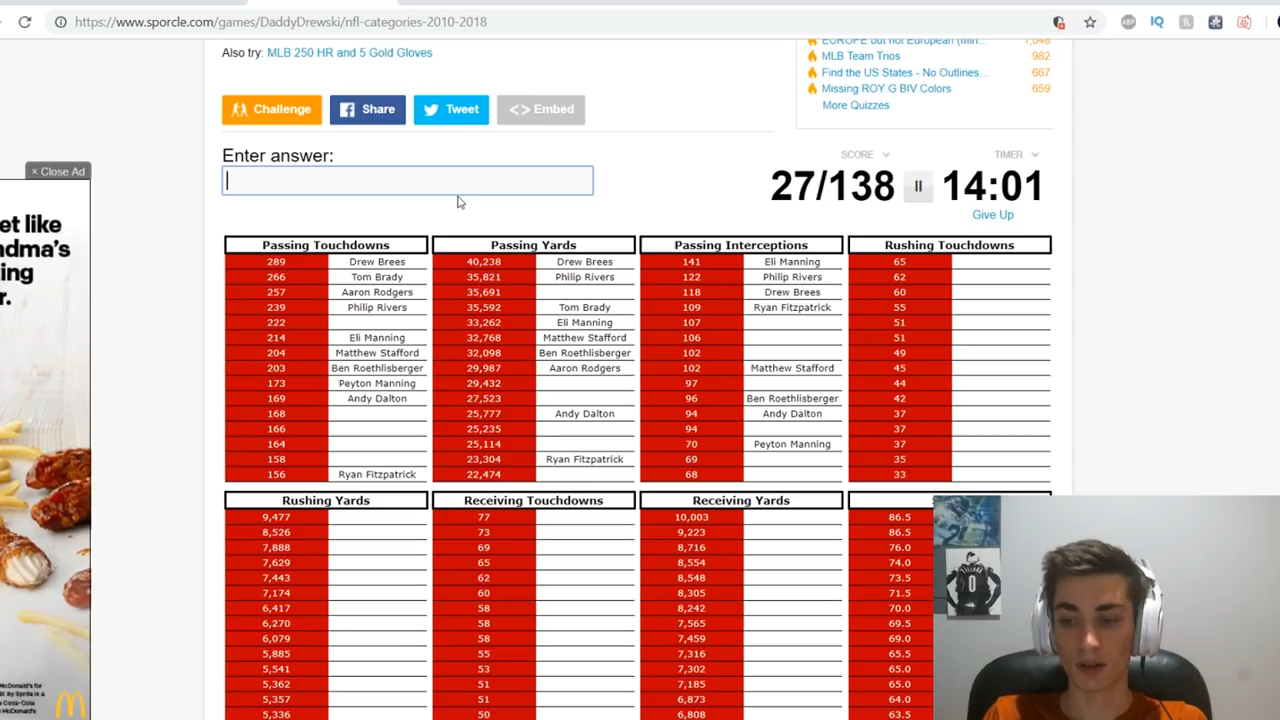 https://www.sporcle.com/games/DaddyDrewski/nfl-categories-2010-2018
Also try: MLB 250 HR and 5 Gold Gloves
EUROPE but not European (Min... 1,048
MLB Team Trios 982
Find the US States - No Outlines... 667
Missing ROY G BIV Colors 659
More Quizzes
Challenge Share Tweet <> Embed
Enter answer:
SCORE TIMER
27/138 14:01
Give Up
× Close Ad
et like
ndma's
ing
r.
Passing Touchdowns Passing Yards Passing Interceptions Rushing Touchdowns
289 Drew Brees 40,238 Drew Brees 141 Eli Manning 65
266 Tom Brady 35,821 Philip Rivers 122 Philip Rivers 62
257 Aaron Rodgers 35,691 118 Drew Brees 60
239 Philip Rivers 35,592 Tom Brady 109 Ryan Fitzpatrick 55
222 33,262 Eli Manning 107 51
214 Eli Manning 32,768 Matthew Stafford 106 51
204 Matthew Stafford 32,098 Ben Roethlisberger 102 49
203 Ben Roethlisberger 29,987 Aaron Rodgers 102 Matthew Stafford 45
173 Peyton Manning 29,432 97 44
169 Andy Dalton 27,523 96 Ben Roethlisberger 42
168 25,777 Andy Dalton 94 Andy Dalton 37
166 25,235 94 37
164 25,114 70 Peyton Manning 37
158 23,304 Ryan Fitzpatrick 69 35
156 Ryan Fitzpatrick 22,474 68 33
Rushing Yards Receiving Touchdowns Receiving Yards
9,477 77 10,003 86.5
8,526 73 9,223 86.5
7,888 69 8,716 76.0
7,629 65 8,554 74.0
7,443 62 8,548 73.5
7,174 60 8,305 71.5
6,417 58 8,242 70.0
6,270 58 7,565 69.5
6,079 58 7,459 69.0
5,885 55 7,316 65.5
5,541 53 7,302 65.0
5,362 51 7,185 65.0
5,357 51 6,873 64.0
5,336 50 6,808 63.5
0